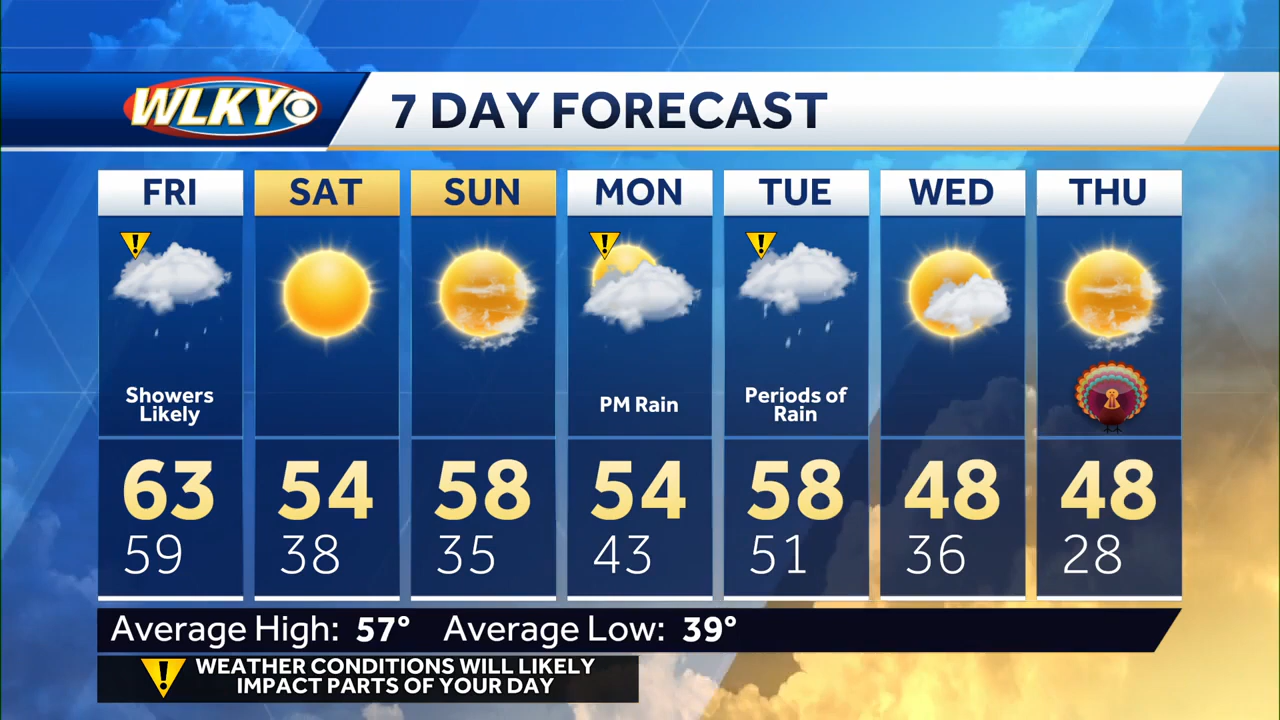 WLKY
7 DAY FORECAST
FRI SAT SUN MON TUE WED THU
! ! !
Showers Likely
PM Rain
Periods of Rain
63 54 58 54 58 48 48
59 38 35 43 51 36 28
Average High: 57° Average Low: 39°
! WEATHER CONDITIONS WILL LIKELY
IMPACT PARTS OF YOUR DAY